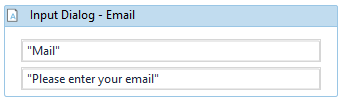 Input Dialog - Email
"Mail"
"Please enter your email"